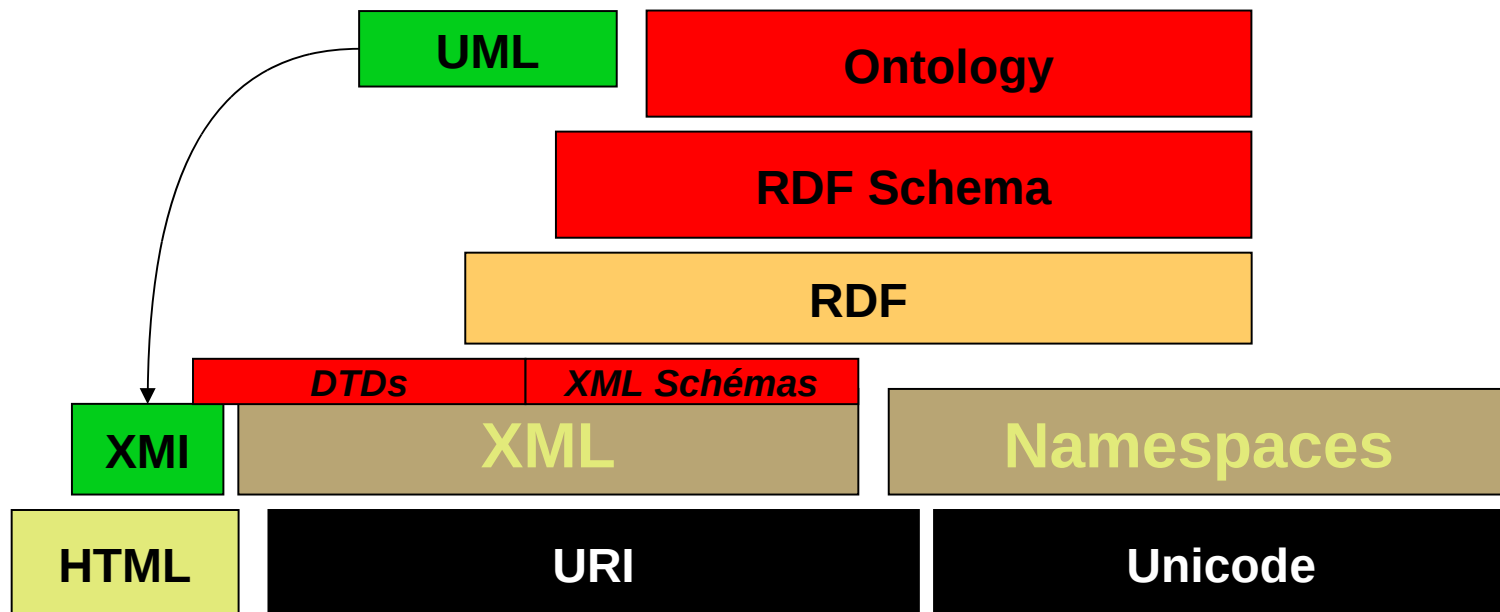 UML
Ontology
RDF Schema
RDF
DTDs
XML Schémas
XMI
XML
Namespaces
HTML
URI
Unicode